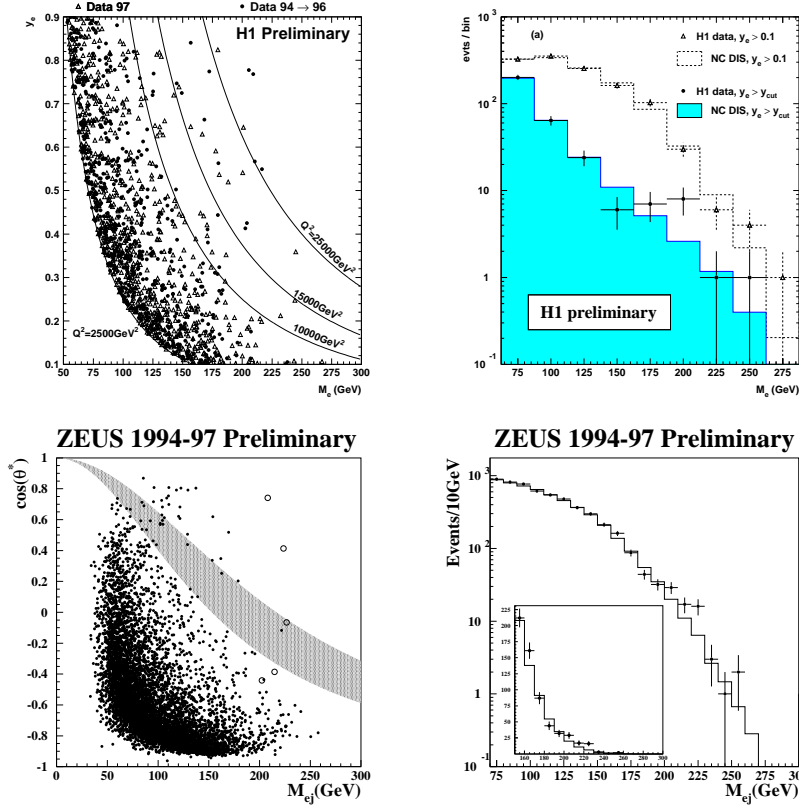 △ Data 97 • Data 94 → 96
y_e
H1 Preliminary
0.9
0.8
0.7
0.6
0.5
0.4
0.3
0.2
0.1
Q²=25000GeV²
15000GeV²
10000GeV²
Q²=2500GeV²
50 75 100 125 150 175 200 225 250 275 300
M_e (GeV)
evts / bin
(a)
△ H1 data, y_e > 0.1
NC DIS, y_e > 0.1
• H1 data, y_e > y_cut
NC DIS, y_e > y_cut
10³
10²
10
1
10⁻¹
H1 preliminary
75 100 125 150 175 200 225 250 275
M_e (GeV)
ZEUS 1994-97 Preliminary
cos(θ*)
1
0.8
0.6
0.4
0.2
0
-0.2
-0.4
-0.6
-0.8
-1
0 50 100 150 200 250 300
M_ej(GeV)
ZEUS 1994-97 Preliminary
Events/10GeV
10³
10²
10
1
10⁻¹
225
200
175
150
125
100
75
50
25
160 180 200 220 240 260 280 300
75 100 125 150 175 200 225 250 275 300
M_ej(GeV)